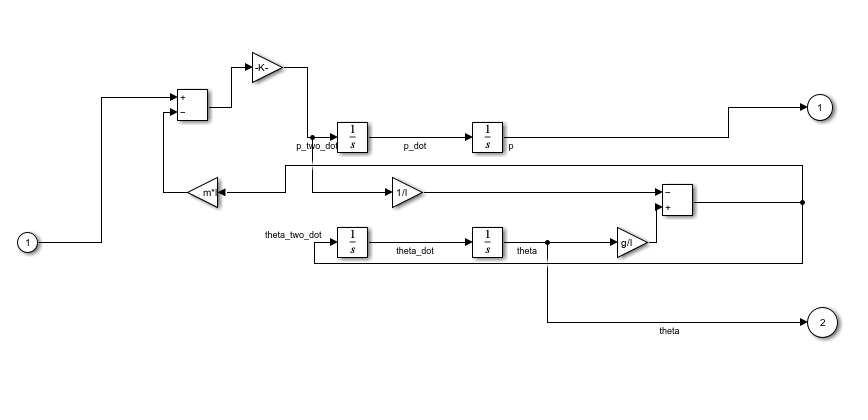 -K-
+
−
1
1
s
1
s
p_two_dot
p_dot
p
m*l
1/l
−
+
1
theta_two_dot
1
s
1
s
g/l
theta_dot
theta
2
theta